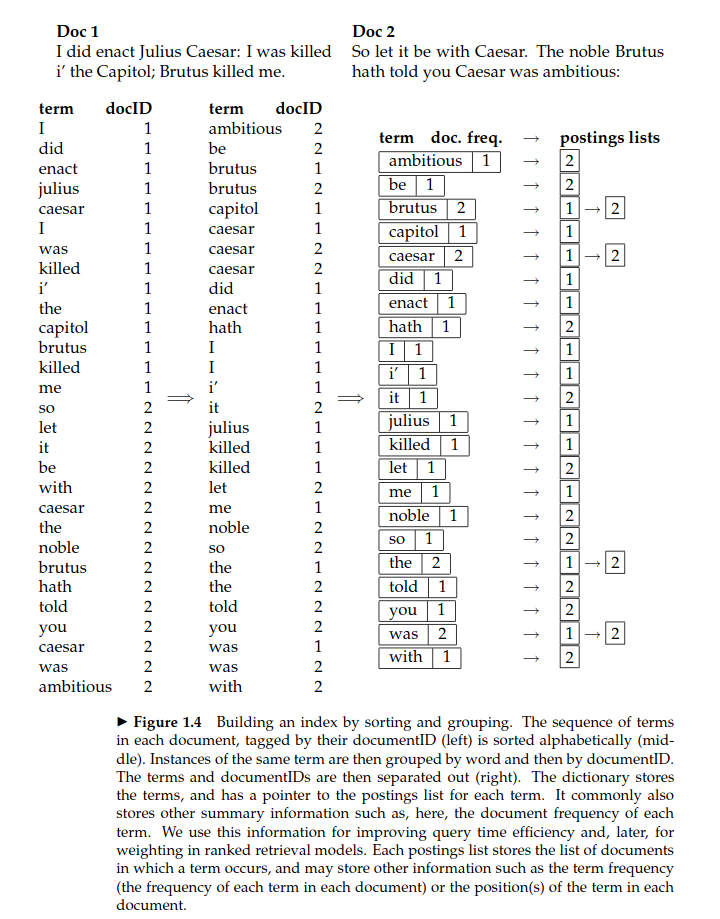 Doc 1
I did enact Julius Caesar: I was killed
i′ the Capitol; Brutus killed me.
Doc 2
So let it be with Caesar. The noble Brutus
hath told you Caesar was ambitious:
term docID
I 1
did 1
enact 1
julius 1
caesar 1
I 1
was 1
killed 1
i′ 1
the 1
capitol 1
brutus 1
killed 1
me 1
so 2
let 2
it 2
be 2
with 2
caesar 2
the 2
noble 2
brutus 2
hath 2
told 2
you 2
caesar 2
was 2
ambitious 2
⟹
term docID
ambitious 2
be 2
brutus 1
brutus 2
capitol 1
caesar 1
caesar 2
caesar 2
did 1
enact 1
hath 1
I 1
I 1
i′ 1
it 2
julius 1
killed 1
killed 1
let 2
me 1
noble 2
so 2
the 1
the 2
told 2
you 2
was 1
was 2
with 2
⟹
term doc. freq. → postings lists
ambitious 1 → 2
be 1 → 2
brutus 2 → 1 → 2
capitol 1 → 1
caesar 2 → 1 → 2
did 1 → 1
enact 1 → 1
hath 1 → 2
I 1 → 1
i′ 1 → 1
it 1 → 2
julius 1 → 1
killed 1 → 1
let 1 → 2
me 1 → 1
noble 1 → 2
so 1 → 2
the 2 → 1 → 2
told 1 → 2
you 1 → 2
was 2 → 1 → 2
with 1 → 2
▶ Figure 1.4 Building an index by sorting and grouping. The sequence of terms
in each document, tagged by their documentID (left) is sorted alphabetically (mid-
dle). Instances of the same term are then grouped by word and then by documentID.
The terms and documentIDs are then separated out (right). The dictionary stores
the terms, and has a pointer to the postings list for each term. It commonly also
stores other summary information such as, here, the document frequency of each
term. We use this information for improving query time efficiency and, later, for
weighting in ranked retrieval models. Each postings list stores the list of documents
in which a term occurs, and may store other information such as the term frequency
(the frequency of each term in each document) or the position(s) of the term in each
document.